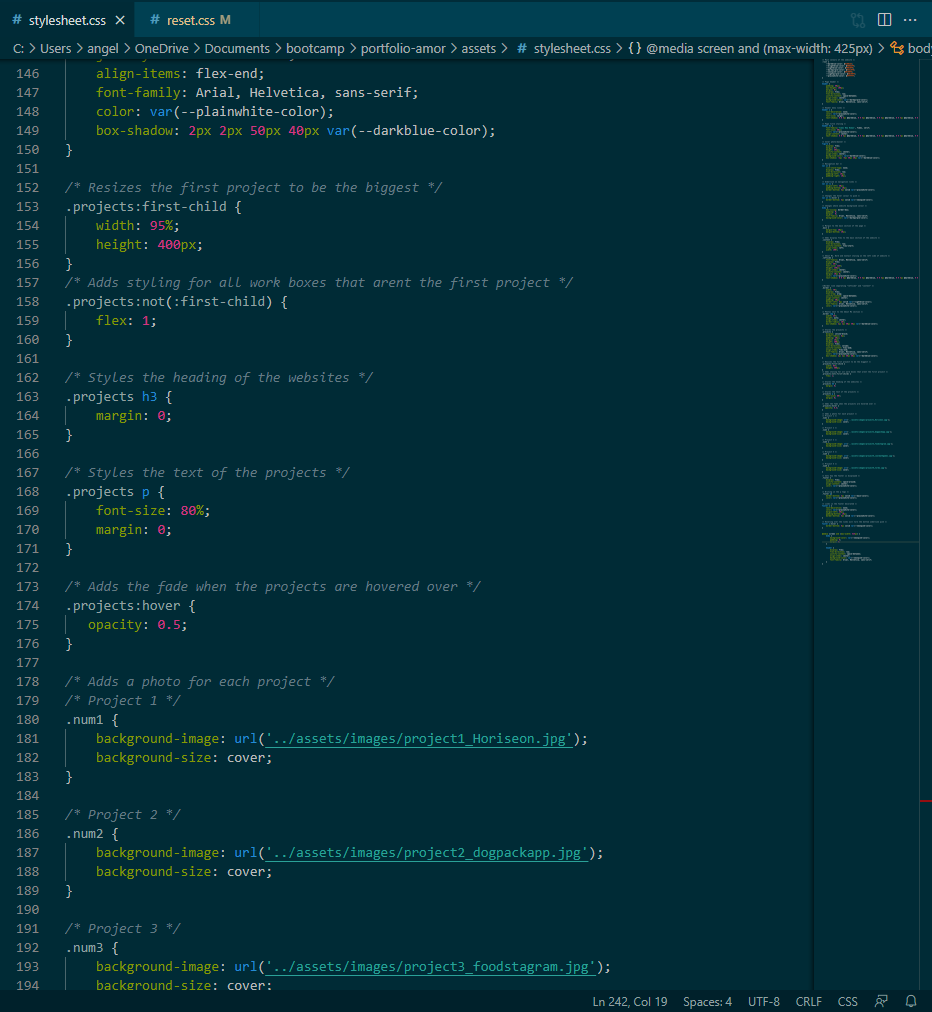 # stylesheet.css ×
# reset.css M
···
C: > Users > angel > OneDrive > Documents > bootcamp > portfolio-amor > assets > # stylesheet.css > {} @media screen and (max-width: 425px) > body
146 align-items: flex-end;
147 font-family: Arial, Helvetica, sans-serif;
148 color: var(--plainwhite-color);
149 box-shadow: 2px 2px 50px 40px var(--darkblue-color);
150 }
151
152 /* Resizes the first project to be the biggest */
153 .projects:first-child {
154 width: 95%;
155 height: 400px;
156 }
157 /* Adds styling for all work boxes that arent the first project */
158 .projects:not(:first-child) {
159 flex: 1;
160 }
161
162 /* Styles the heading of the websites */
163 .projects h3 {
164 margin: 0;
165 }
166
167 /* Styles the text of the projects */
168 .projects p {
169 font-size: 80%;
170 margin: 0;
171 }
172
173 /* Adds the fade when the projects are hovered over */
174 .projects:hover {
175 opacity: 0.5;
176 }
177
178 /* Adds a photo for each project */
179 /* Project 1 */
180 .num1 {
181 background-image: url('../assets/images/project1_Horiseon.jpg');
182 background-size: cover;
183 }
184
185 /* Project 2 */
186 .num2 {
187 background-image: url('../assets/images/project2_dogpackapp.jpg');
188 background-size: cover;
189 }
190
191 /* Project 3 */
192 .num3 {
193 background-image: url('../assets/images/project3_foodstagram.jpg');
194 background-size: cover;
Ln 242, Col 19 Spaces: 4 UTF-8 CRLF CSS